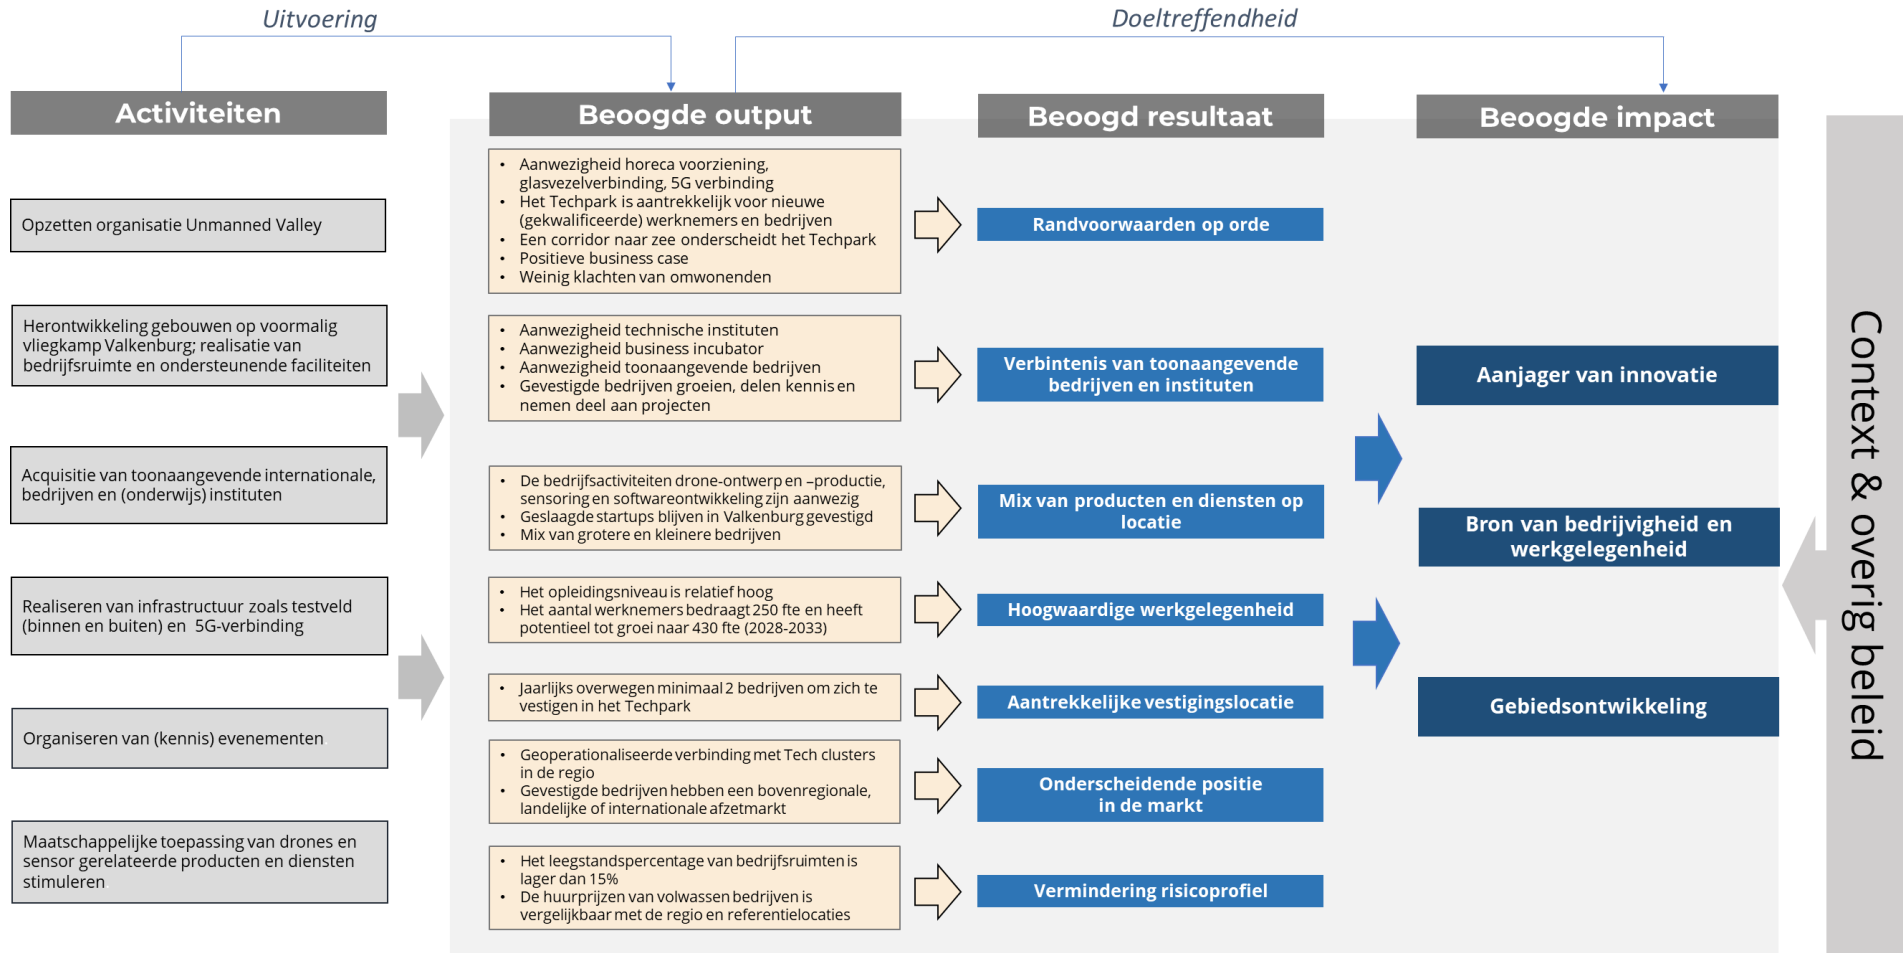 Uitvoering
Doeltreffendheid
Activiteiten
Opzetten organisatie Unmanned Valley
Herontwikkeling gebouwen op voormalig
vliegkamp Valkenburg; realisatie van
bedrijfsruimte en ondersteunende faciliteiten
Acquisitie van toonaangevende internationale,
bedrijven en (onderwijs) instituten
Realiseren van infrastructuur zoals testveld
(binnen en buiten) en 5G-verbinding
Organiseren van (kennis) evenementen
Maatschappelijke toepassing van drones en
sensor gerelateerde producten en diensten
stimuleren
Beoogde output
• Aanwezigheid horeca voorziening,
glasvezelverbinding, 5G verbinding
• Het Techpark is aantrekkelijk voor nieuwe
(gekwalificeerde) werknemers en bedrijven
• Een corridor naar zee onderscheidt het Techpark
• Positieve business case
• Weinig klachten van omwonenden
• Aanwezigheid technische instituten
• Aanwezigheid business incubator
• Aanwezigheid toonaangevende bedrijven
• Gevestigde bedrijven groeien, delen kennis en
nemen deel aan projecten
• De bedrijfsactiviteiten drone-ontwerp en –productie,
sensoring en softwareontwikkeling zijn aanwezig
• Geslaagde startups blijven in Valkenburg gevestigd
• Mix van grotere en kleinere bedrijven
• Het opleidingsniveau is relatief hoog
• Het aantal werknemers bedraagt 250 fte en heeft
potentieel tot groei naar 430 fte (2028-2033)
• Jaarlijks overwegen minimaal 2 bedrijven om zich te
vestigen in het Techpark
• Geoperationaliseerde verbinding met Tech clusters
in de regio
• Gevestigde bedrijven hebben een bovenregionale,
landelijke of internationale afzetmarkt
• Het leegstandspercentage van bedrijfsruimten is
lager dan 15%
• De huurprijzen van volwassen bedrijven is
vergelijkbaar met de regio en referentielocaties
Beoogd resultaat
Randvoorwaarden op orde
Verbintenis van toonaangevende
bedrijven en instituten
Mix van producten en diensten op
locatie
Hoogwaardige werkgelegenheid
Aantrekkelijke vestigingslocatie
Onderscheidende positie
in de markt
Vermindering risicoprofiel
Beoogde impact
Aanjager van innovatie
Bron van bedrijvigheid en
werkgelegenheid
Gebiedsontwikkeling
Context & overig beleid